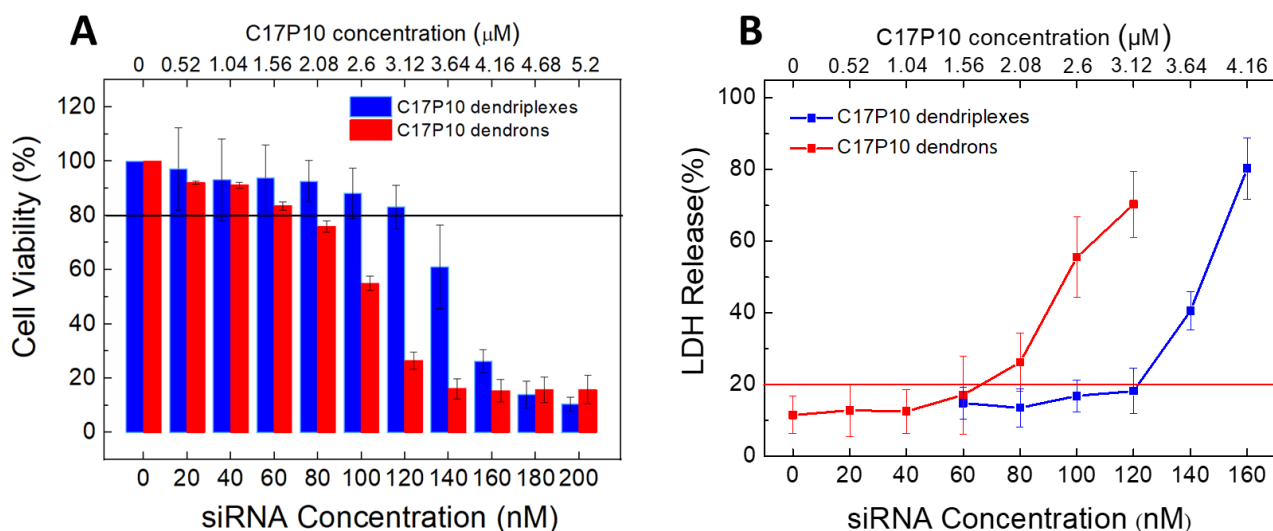 A
C17P10 concentration (μM)
0 0.52 1.04 1.56 2.08 2.6 3.12 3.64 4.16 4.68 5.2
120
100
80
60
40
20
0
Cell Viability (%)
C17P10 dendriplexes
C17P10 dendrons
0 20 40 60 80 100 120 140 160 180 200
siRNA Concentration (nM)
B
C17P10 concentration (µM)
0 0.52 1.04 1.56 2.08 2.6 3.12 3.64 4.16
100
80
60
40
20
0
LDH Release(%)
C17P10 dendriplexes
C17P10 dendrons
0 20 40 60 80 100 120 140 160
siRNA Concentration (nM)